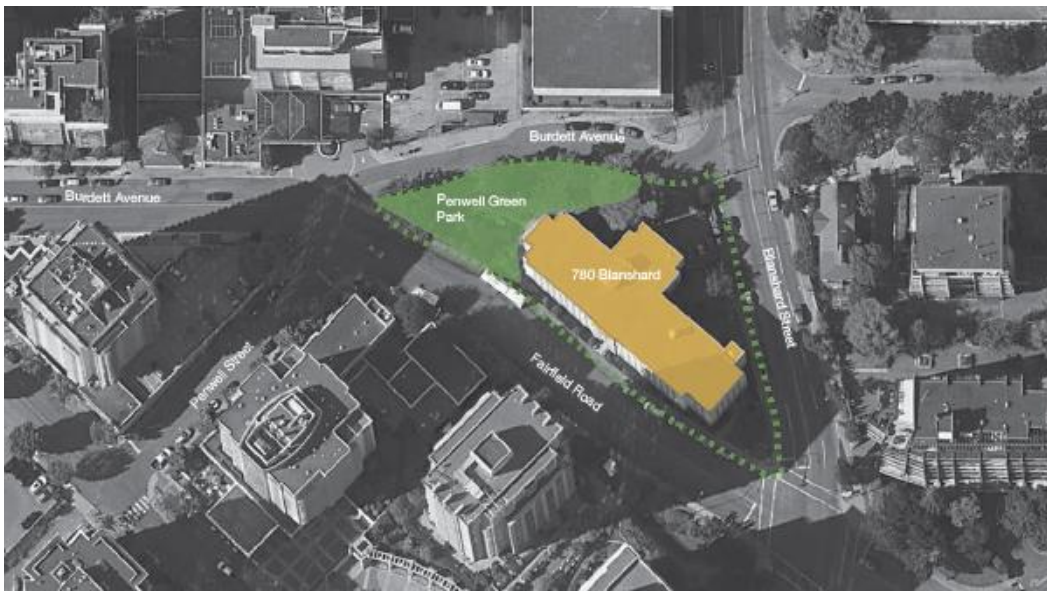 Burdett Avenue
Burdett Avenue
Penwell Green
Park
780 Blanshard
Blanshard Street
Penwell Street
Fairfield Road